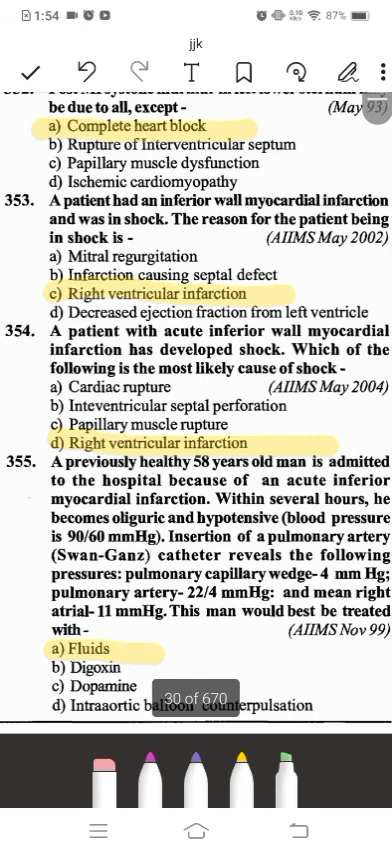 1:54
0.10
KB/s
87%
jjk
T
be due to all, except - (May 93)
a) Complete heart block
b) Rupture of Interventricular septum
c) Papillary muscle dysfunction
d) Ischemic cardiomyopathy
353. A patient had an inferior wall myocardial infarction
and was in shock. The reason for the patient being
in shock is - (AIIMS May 2002)
a) Mitral regurgitation
b) Infarction causing septal defect
c) Right ventricular infarction
d) Decreased ejection fraction from left ventricle
354. A patient with acute inferior wall myocardial
infarction has developed shock. Which of the
following is the most likely cause of shock -
a) Cardiac rupture (AIIMS May 2004)
b) Inteventricular septal perforation
c) Papillary muscle rupture
d) Right ventricular infarction
355. A previously healthy 58 years old man is admitted
to the hospital because of an acute inferior
myocardial infarction. Within several hours, he
becomes oliguric and hypotensive (blood pressure
is 90/60 mmHg). Insertion of a pulmonary artery
(Swan-Ganz) catheter reveals the following
pressures: pulmonary capillary wedge- 4 mm Hg;
pulmonary artery- 22/4 mmHg: and mean right
atrial- 11 mmHg. This man would best be treated
with - (AIIMS Nov 99)
a) Fluids
b) Digoxin
c) Dopamine
30 of 670
d) Intraaortic balloon counterpulsation